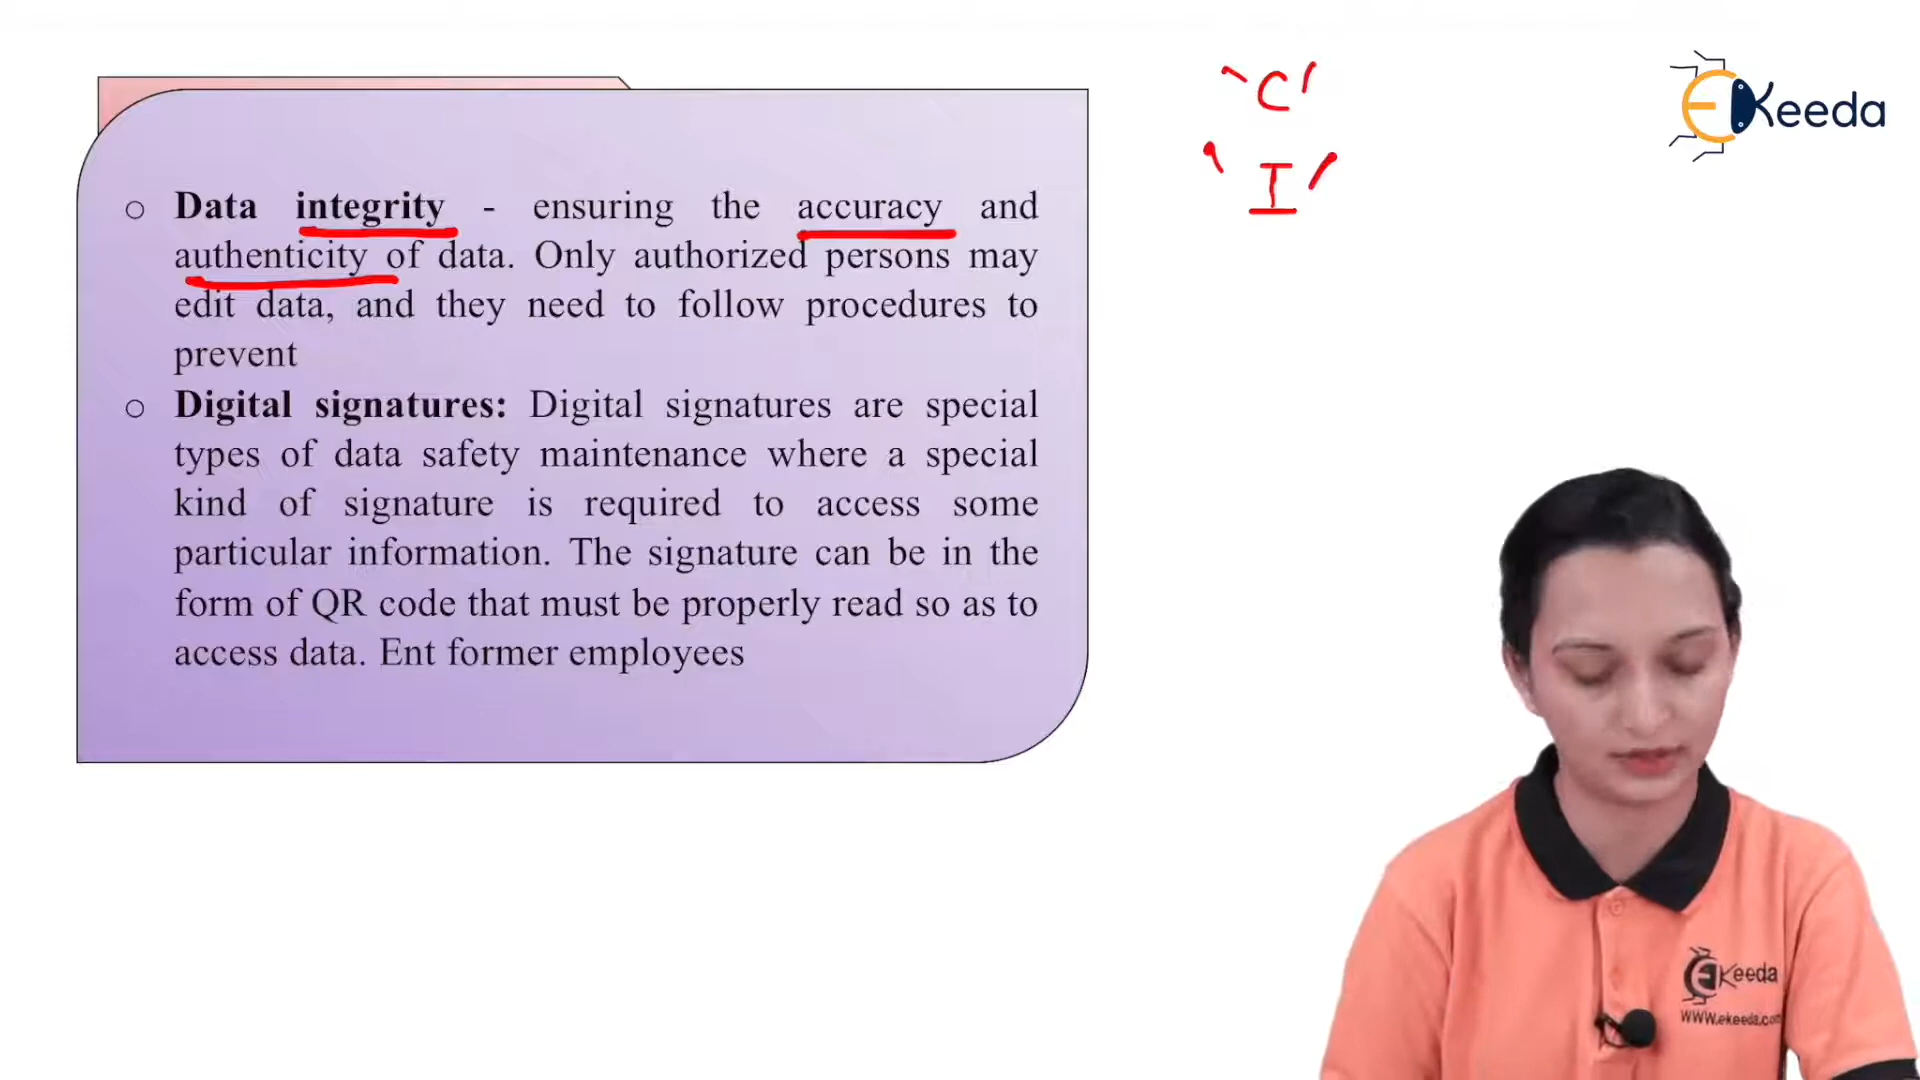 'C'
'I'
EKeeda
o Data integrity - ensuring the accuracy and
authenticity of data. Only authorized persons may
edit data, and they need to follow procedures to
prevent
o Digital signatures: Digital signatures are special
types of data safety maintenance where a special
kind of signature is required to access some
particular information. The signature can be in the
form of QR code that must be properly read so as to
access data. Ent former employees
EKeeda
WWW.ekeeda.com